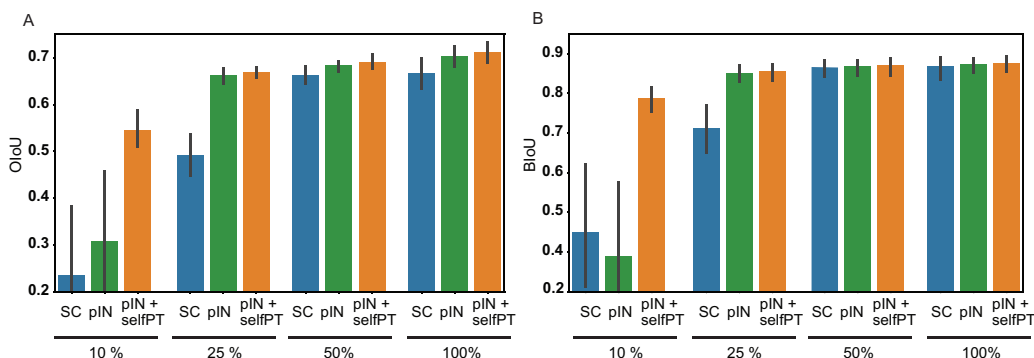 A
OIoU
0.7
0.6
0.5
0.4
0.3
0.2
SC pIN pIN + selfPT
SC pIN pIN + selfPT
SC pIN pIN + selfPT
SC pIN pIN + selfPT
10 % 25 % 50% 100%
B
BIoU
0.9
0.8
0.7
0.6
0.5
0.4
0.3
0.2
SC pIN pIN + selfPT
SC pIN pIN + selfPT
SC pIN pIN + selfPT
SC pIN pIN + selfPT
10 % 25 % 50% 100%